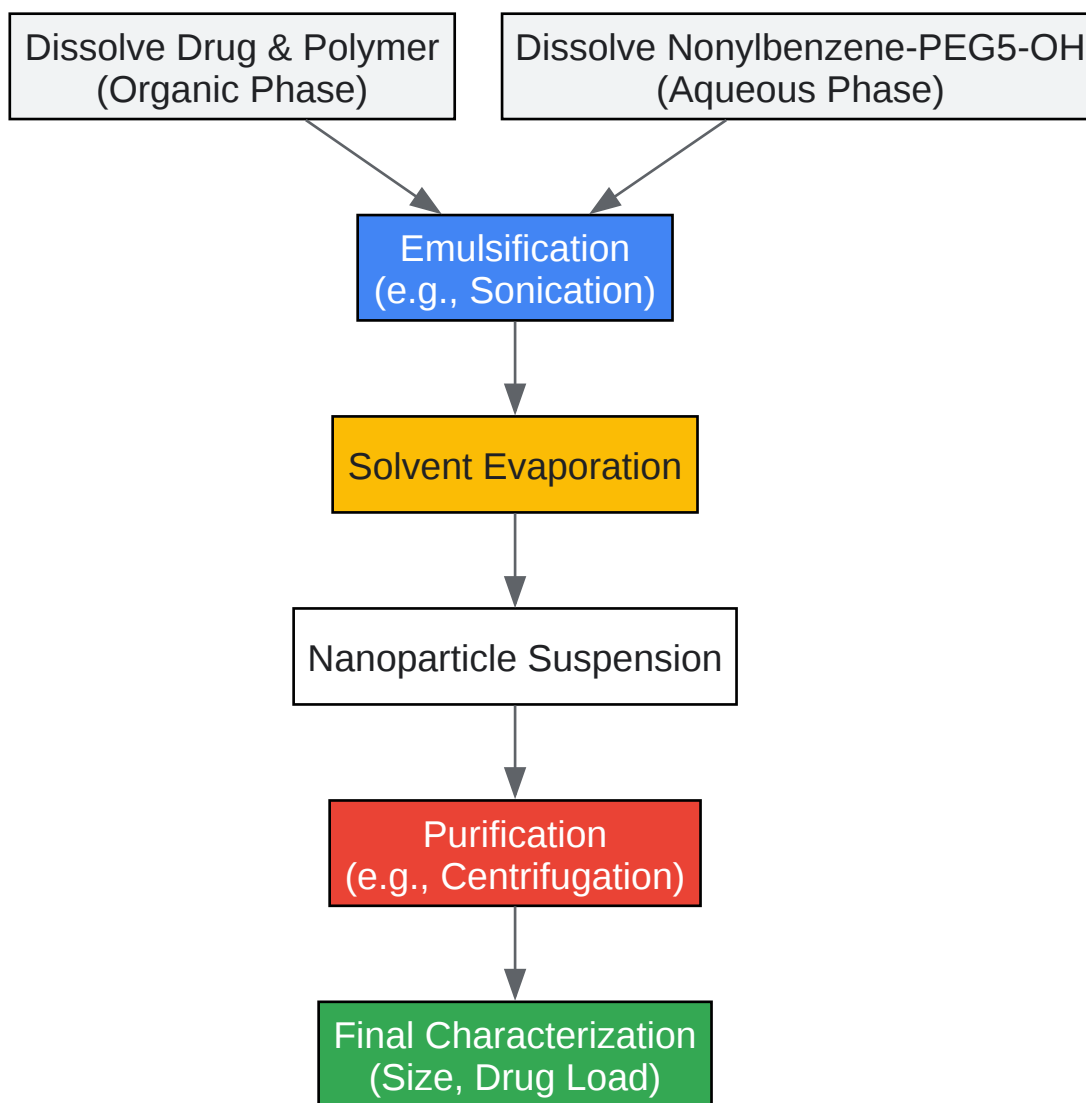 Dissolve Drug & Polymer
(Organic Phase)
Dissolve Nonylbenzene-PEG5-OH
(Aqueous Phase)
Emulsification
(e.g., Sonication)
Solvent Evaporation
Nanoparticle Suspension
Purification
(e.g., Centrifugation)
Final Characterization
(Size, Drug Load)